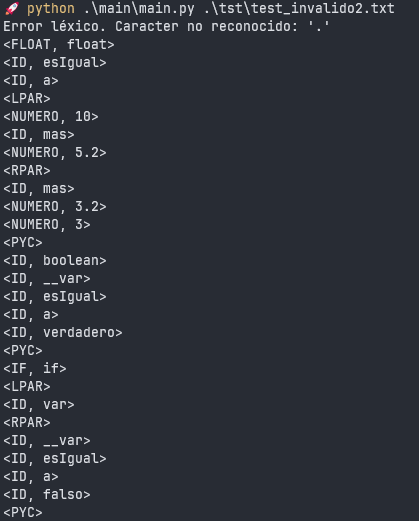 🚀 python .\main\main.py .\tst\test_invalido2.txt
Error léxico. Caracter no reconocido: '.'
<FLOAT, float>
<ID, esIgual>
<ID, a>
<LPAR>
<NUMERO, 10>
<ID, mas>
<NUMERO, 5.2>
<RPAR>
<ID, mas>
<NUMERO, 3.2>
<NUMERO, 3>
<PYC>
<ID, boolean>
<ID, __var>
<ID, esIgual>
<ID, a>
<ID, verdadero>
<PYC>
<IF, if>
<LPAR>
<ID, var>
<RPAR>
<ID, __var>
<ID, esIgual>
<ID, a>
<ID, falso>
<PYC>